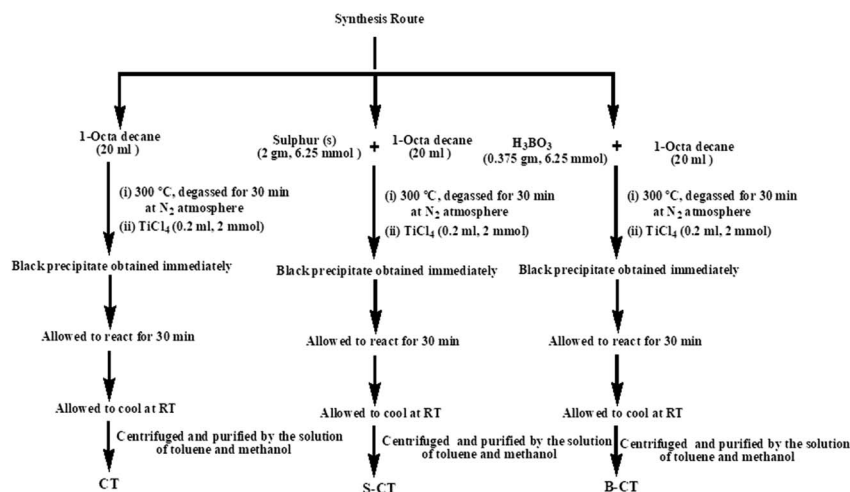 Synthesis Route
1-Octa decane
(20 ml )
(i) 300 °C, degassed for 30 min
at N₂ atmosphere
(ii) TiCl₄ (0.2 ml, 2 mmol)
Black precipitate obtained immediately
Allowed to react for 30 min
Allowed to cool at RT
Centrifuged and purified by the solution
of toluene and methanol
CT
Sulphur (s)
(2 gm, 6.25 mmol )
+
1-Octa decane
(20 ml )
(i) 300 °C, degassed for 30 min
at N₂ atmosphere
(ii) TiCl₄ (0.2 ml, 2 mmol)
Black precipitate obtained immediately
Allowed to react for 30 min
Allowed to cool at RT
Centrifuged and purified by the solution
of toluene and methanol
S-CT
H₃BO₃
(0.375 gm, 6.25 mmol)
+
1-Octa decane
(20 ml )
(i) 300 °C, degassed for 30 min
at N₂ atmosphere
(ii) TiCl₄ (0.2 ml, 2 mmol)
Black precipitate obtained immediately
Allowed to react for 30 min
Allowed to cool at RT
Centrifuged and purified by the solution
of toluene and methanol
B-CT